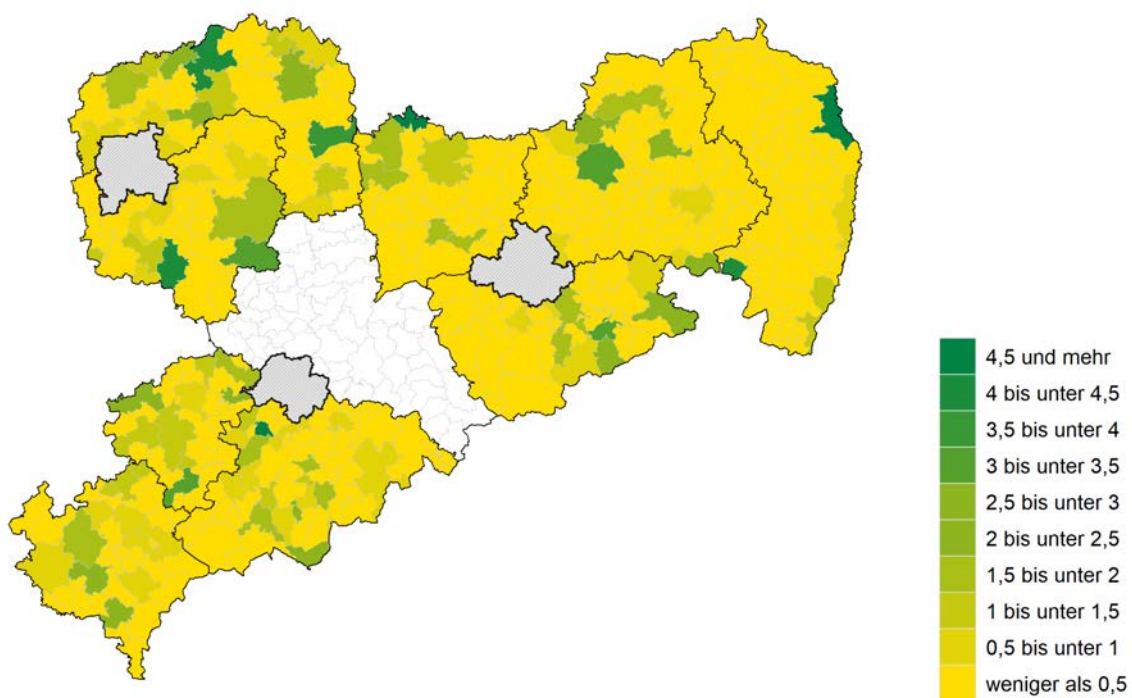 4,5 und mehr
4 bis unter 4,5
3,5 bis unter 4
3 bis unter 3,5
2,5 bis unter 3
2 bis unter 2,5
1,5 bis unter 2
1 bis unter 1,5
0,5 bis unter 1
weniger als 0,5